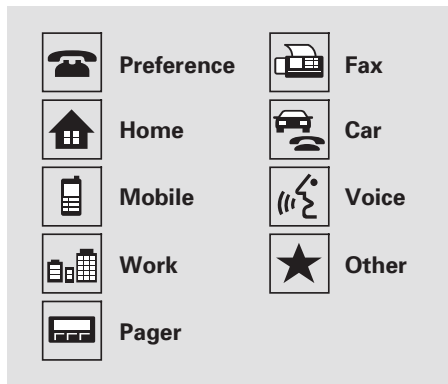 Preference
Fax
Home
Car
Mobile
Voice
Work
Other
Pager